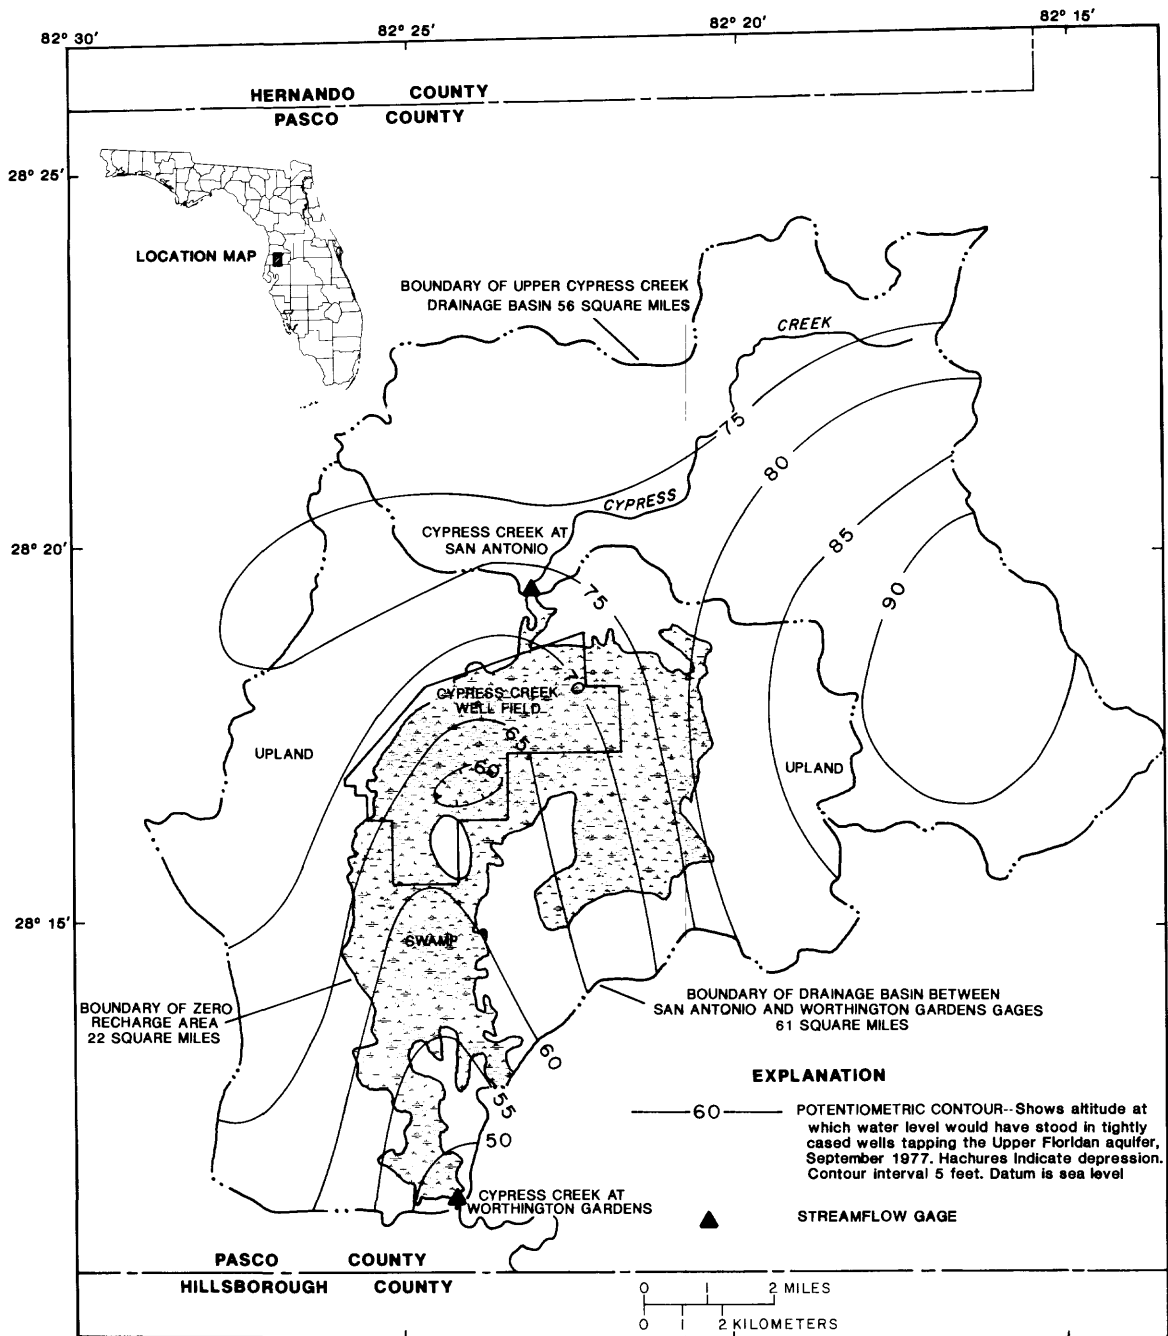 82° 30′
82° 25′
82° 20′
82° 15′
HERNANDO COUNTY
PASCO COUNTY
28° 25′
LOCATION MAP
BOUNDARY OF UPPER CYPRESS CREEK
DRAINAGE BASIN 56 SQUARE MILES
CREEK
75
80
CYPRESS
85
28° 20′
CYPRESS CREEK AT
SAN ANTONIO
75
90
70
CYPRESS CREEK
WELL FIELD
65
UPLAND
60
UPLAND
28° 15′
SWAMP
BOUNDARY OF ZERO
RECHARGE AREA
22 SQUARE MILES
BOUNDARY OF DRAINAGE BASIN BETWEEN
SAN ANTONIO AND WORTHINGTON GARDENS GAGES
61 SQUARE MILES
60
55
50
EXPLANATION
60
POTENTIOMETRIC CONTOUR--Shows altitude at
which water level would have stood in tightly
cased wells tapping the Upper Floridan aquifer,
September 1977. Hachures indicate depression.
Contour interval 5 feet. Datum is sea level
CYPRESS CREEK AT
WORTHINGTON GARDENS
STREAMFLOW GAGE
PASCO COUNTY
HILLSBOROUGH COUNTY
0 1 2 MILES
0 1 2 KILOMETERS